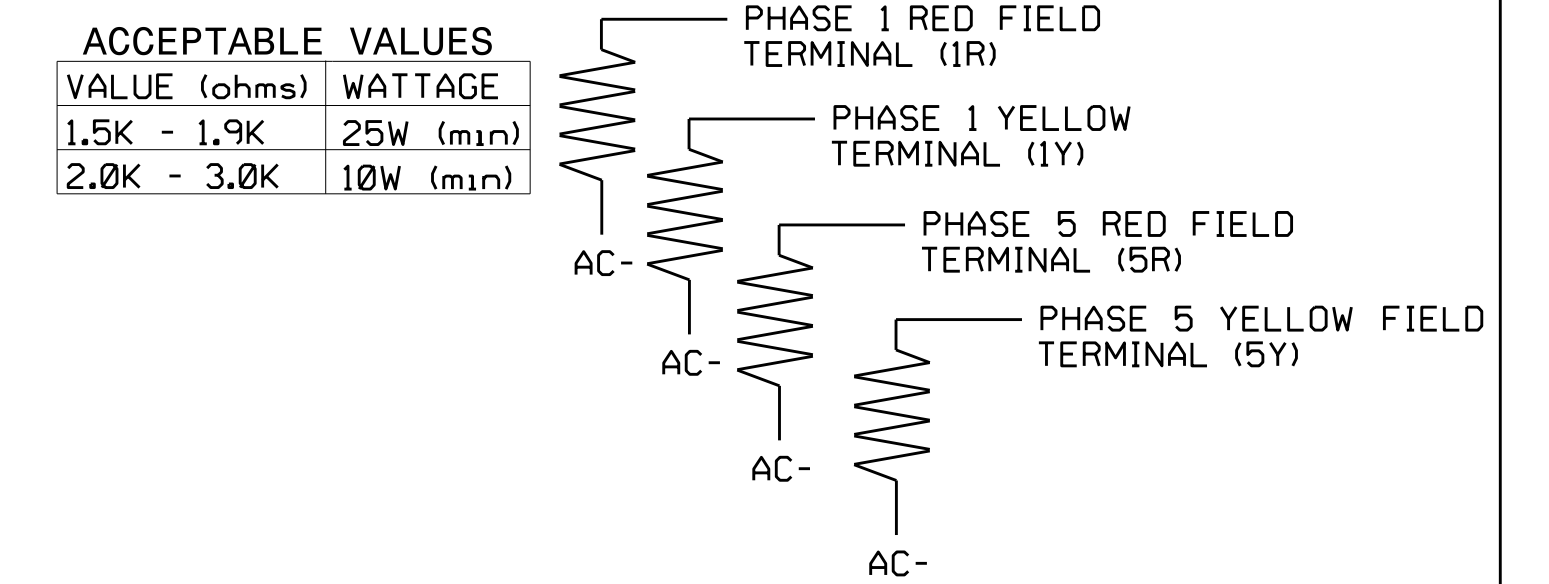 ACCEPTABLE VALUES
VALUE (ohms) WATTAGE
1.5K - 1.9K 25W (min)
2.0K - 3.0K 10W (min)
PHASE 1 RED FIELD
TERMINAL (1R)
AC-
PHASE 1 YELLOW
TERMINAL (1Y)
AC-
PHASE 5 RED FIELD
TERMINAL (5R)
AC-
PHASE 5 YELLOW FIELD
TERMINAL (5Y)
AC-